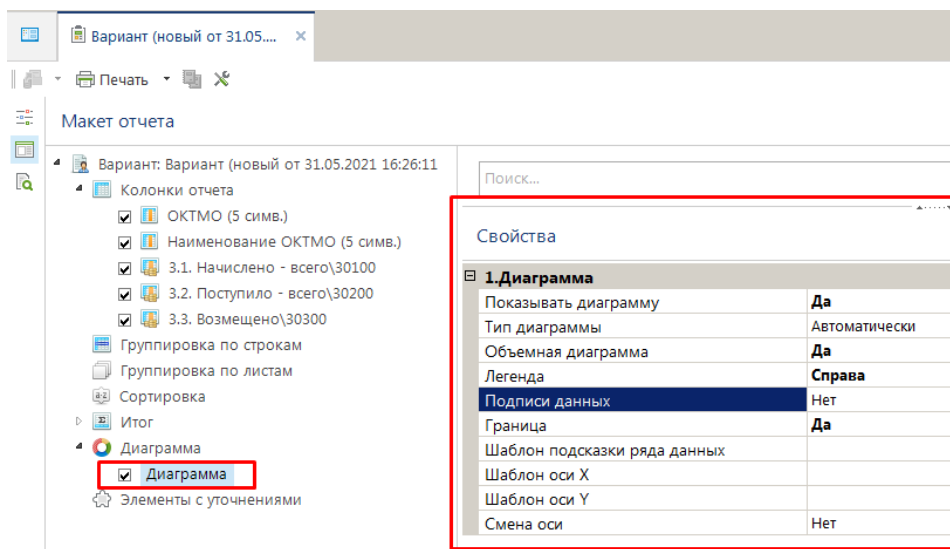 Вариант (новый от 31.05....
Печать
Макет отчета
Вариант: Вариант (новый от 31.05.2021 16:26:11
Колонки отчета
ОКТМО (5 симв.)
Наименование ОКТМО (5 симв.)
3.1. Начислено - всего\30100
3.2. Поступило - всего\30200
3.3. Возмещено\30300
Группировка по строкам
Группировка по листам
Сортировка
Итог
Диаграмма
Диаграмма
Элементы с уточнениями
Поиск...
Свойства
1.Диаграмма
Показывать диаграмму Да
Тип диаграммы Автоматически
Объемная диаграмма Да
Легенда Справа
Подписи данных Нет
Граница Да
Шаблон подсказки ряда данных
Шаблон оси X
Шаблон оси Y
Смена оси Нет